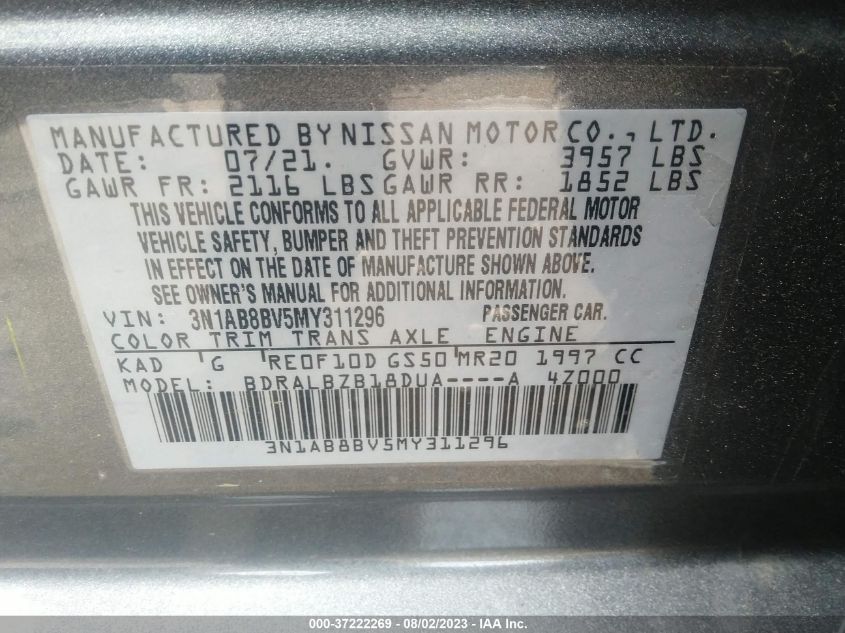 MANUFACTURED BY NISSAN MOTOR CO., LTD.
DATE: 07/21. GVWR: 3957 LBS
GAWR FR: 2116 LBS GAWR RR: 1852 LBS
THIS VEHICLE CONFORMS TO ALL APPLICABLE FEDERAL MOTOR
VEHICLE SAFETY, BUMPER AND THEFT PREVENTION STANDARDS
IN EFFECT ON THE DATE OF MANUFACTURE SHOWN ABOVE.
SEE OWNER'S MANUAL FOR ADDITIONAL INFORMATION.
VIN: 3N1AB8BV5MY311296 PASSENGER CAR.
COLOR TRIM TRANS AXLE ENGINE
KAD G RE0F10D GS50 MR20 1997 CC
MODEL: BDRALBZB18DUA----A 4Z000
3N1AB8BV5MY311296
000-37222269 - 08/02/2023 - IAAI.com